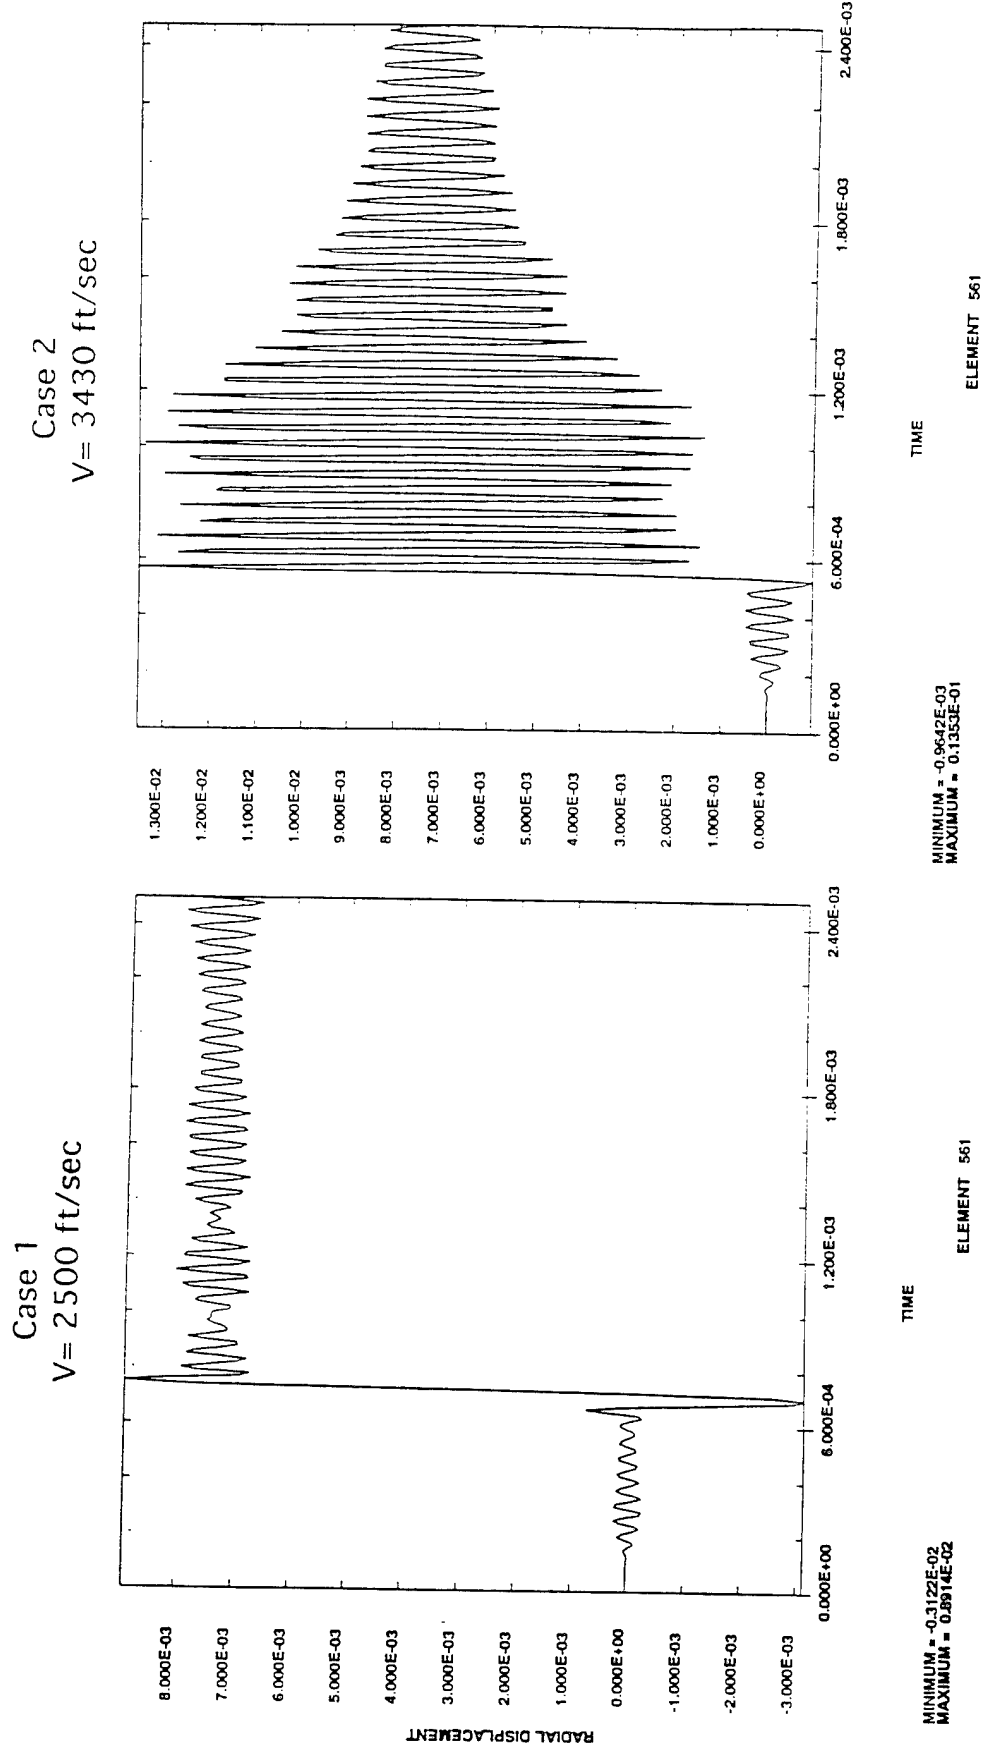 Case 1
V= 2500 ft/sec
RADIAL DISPLACEMENT
8.000E-03
7.000E-03
6.000E-03
5.000E-03
4.000E-03
3.000E-03
2.000E-03
1.000E-03
0.000E+00
-1.000E-03
-2.000E-03
-3.000E-03
0.000E+00
6.000E-04
1.200E-03
1.800E-03
2.400E-03
TIME
MINIMUM = -0.3122E-02
MAXIMUM = 0.8914E-02
ELEMENT 561
Case 2
V= 3430 ft/sec
1.300E-02
1.200E-02
1.100E-02
1.000E-02
9.000E-03
8.000E-03
7.000E-03
6.000E-03
5.000E-03
4.000E-03
3.000E-03
2.000E-03
1.000E-03
0.000E+00
0.000E+00
6.000E-04
1.200E-03
1.800E-03
2.400E-03
TIME
MINIMUM = -0.9642E-03
MAXIMUM = 0.1353E-01
ELEMENT 561